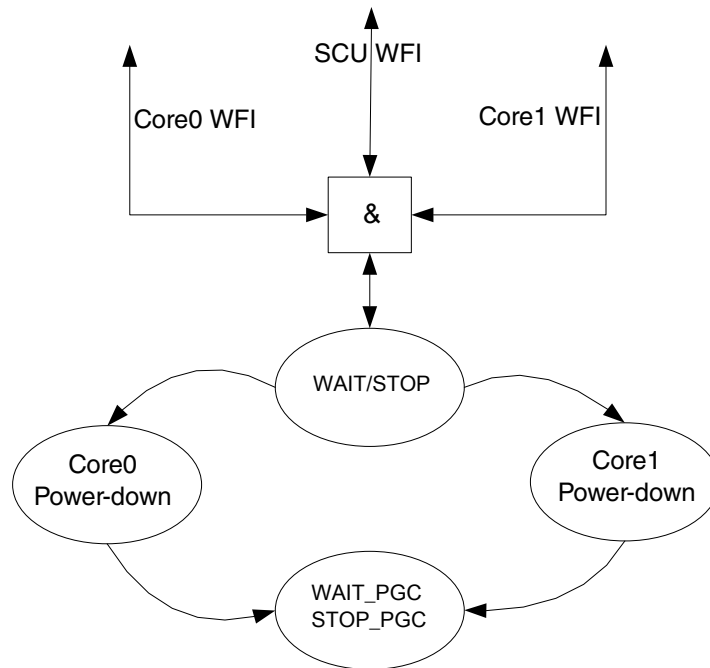 SCU WFI
Core0 WFI
Core1 WFI
&
WAIT/STOP
Core0
Power-down
Core1
Power-down
WAIT_PGC
STOP_PGC